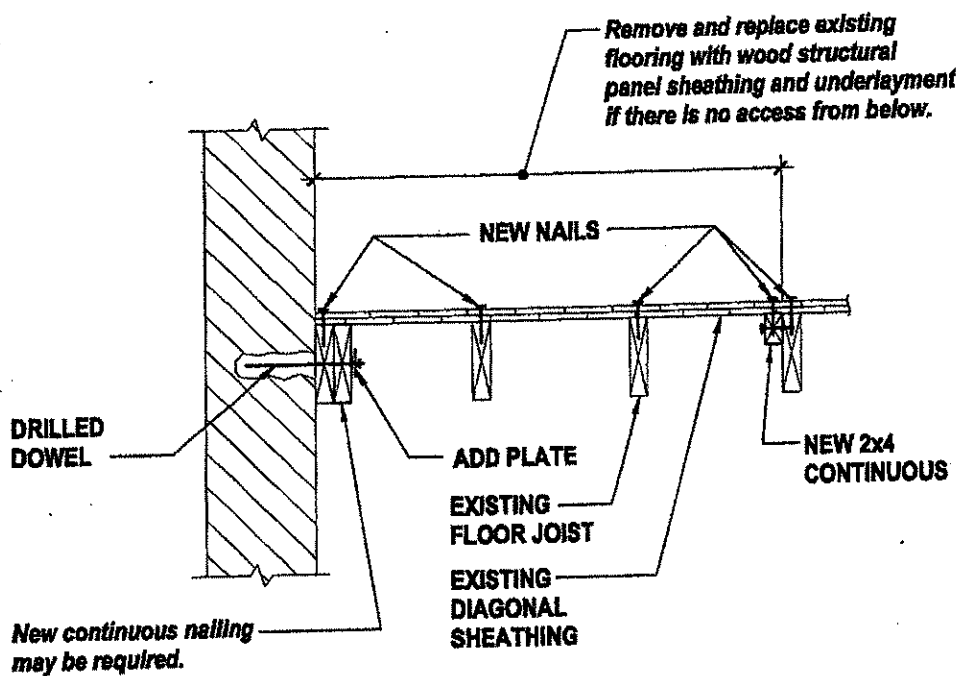 Remove and replace existing
flooring with wood structural
panel sheathing and underlayment
if there is no access from below.
NEW NAILS
DRILLED
DOWEL
ADD PLATE
NEW 2x4
CONTINUOUS
EXISTING
FLOOR JOIST
EXISTING
DIAGONAL
SHEATHING
New continuous nailing
may be required.